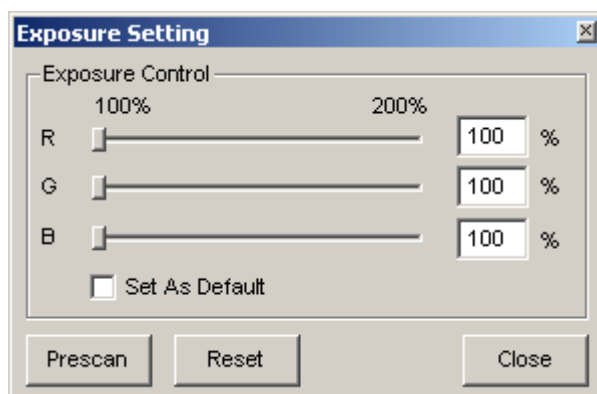 Exposure Setting
Exposure Control
100% 200%
R 100 %
G 100 %
B 100 %
Set As Default
Prescan Reset Close